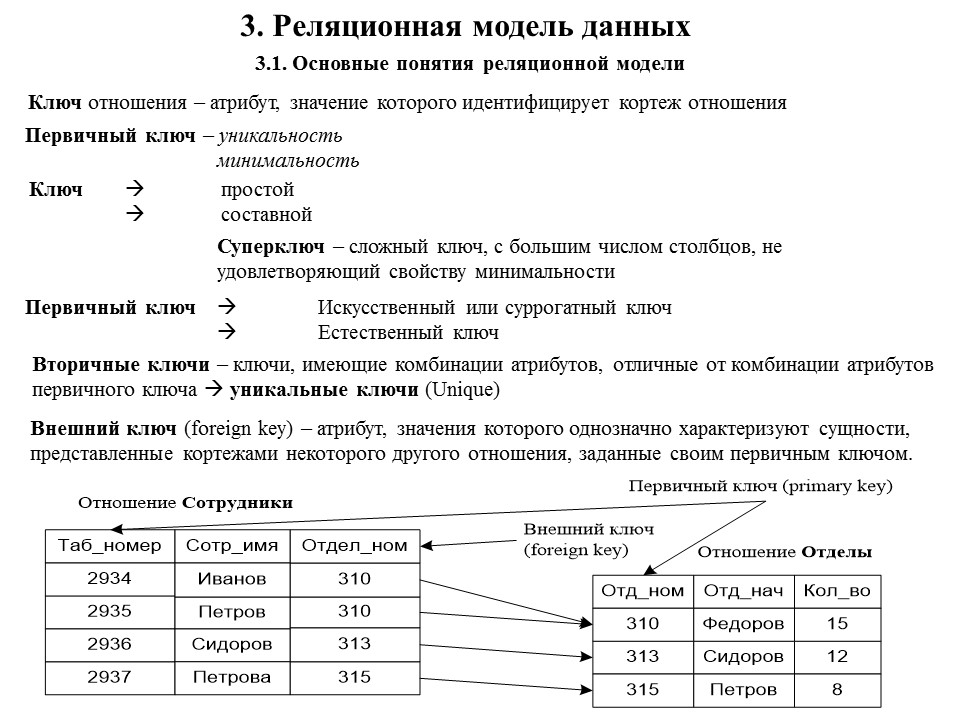 3. Реляционная модель данных
3.1. Основные понятия реляционной модели
Ключ отношения – атрибут, значение которого идентифицирует кортеж отношения
Первичный ключ – уникальность
минимальность
Ключ → простой
→ составной
Суперключ – сложный ключ, с большим числом столбцов, не
удовлетворяющий свойству минимальности
Первичный ключ → Искусственный или суррогатный ключ
→ Естественный ключ
Вторичные ключи – ключи, имеющие комбинации атрибутов, отличные от комбинации атрибутов
первичного ключа → уникальные ключи (Unique)
Внешний ключ (foreign key) – атрибут, значения которого однозначно характеризуют сущности,
представленные кортежами некоторого другого отношения, заданные своим первичным ключом.
Первичный ключ (primary key)
Отношение Сотрудники
Внешний ключ
(foreign key)
Таб_номер Сотр_имя Отдел_ном
2934 Иванов 310
2935 Петров 310
2936 Сидоров 313
2937 Петрова 315
Отношение Отделы
Отд_ном Отд_нач Кол_во
310 Федоров 15
313 Сидоров 12
315 Петров 8